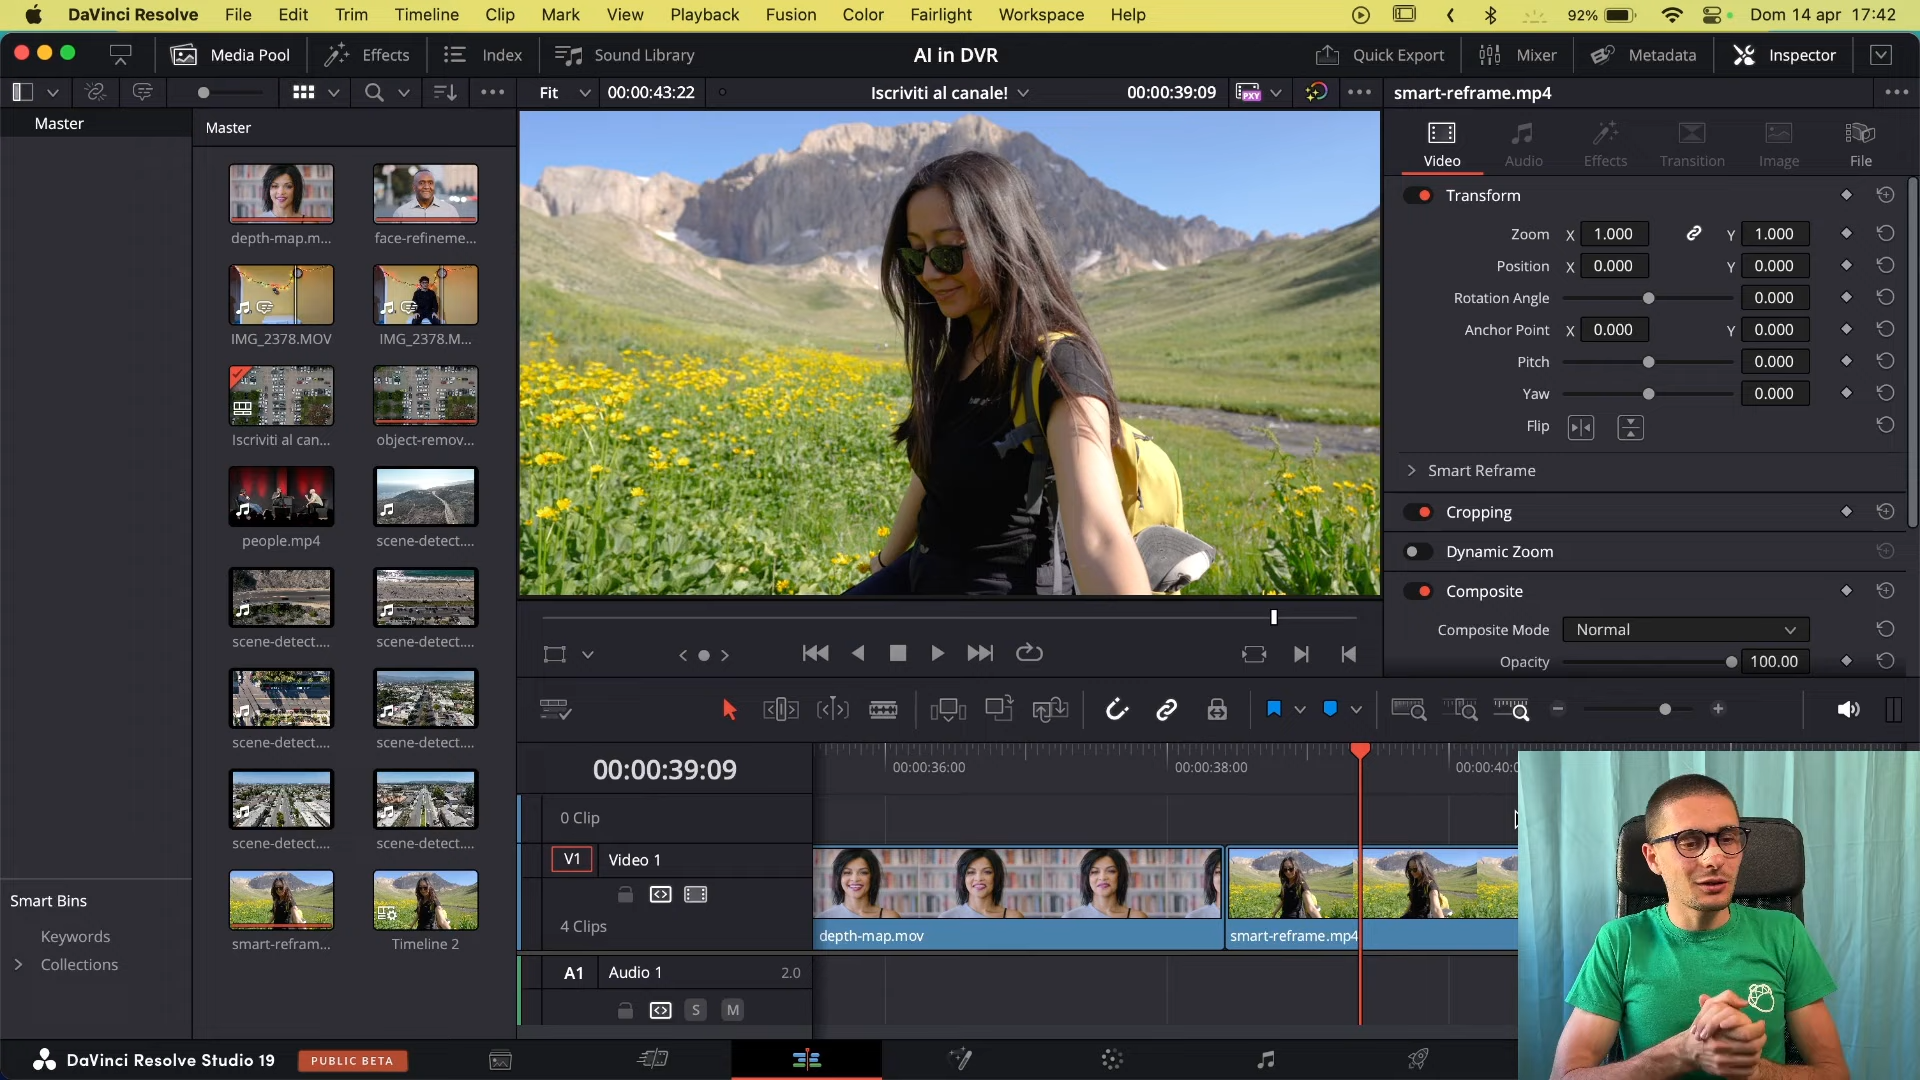 DaVinci Resolve File Edit Trim Timeline Clip Mark View Playback Fusion Color Fairlight Workspace Help 92% Dom 14 apr 17:42
Media Pool Effects Index Sound Library AI in DVR Quick Export Mixer Metadata Inspector
Fit 00:00:43:22 Iscriviti al canale! 00:00:39:09 PXY smart-reframe.mp4
Master
Master
Video Audio Effects Transition Image File
depth-map.m... face-refineme...
IMG_2378.MOV IMG_2378.M...
Iscriviti al can... object-remov...
people.mp4 scene-detect....
scene-detect.... scene-detect....
scene-detect.... scene-detect....
scene-detect.... scene-detect....
smart-refram... Timeline 2
Smart Bins
Keywords
Collections
Transform
Zoom X 1.000 Y 1.000
Position X 0.000 Y 0.000
Rotation Angle 0.000
Anchor Point X 0.000 Y 0.000
Pitch 0.000
Yaw 0.000
Flip
Smart Reframe
Cropping
Dynamic Zoom
Composite
Composite Mode Normal
Opacity 100.00
00:00:39:09 00:00:36:00 00:00:38:00 00:00:40:0
0 Clip
V1 Video 1
4 Clips
depth-map.mov smart-reframe.mp4
A1 Audio 1 2.0
S M
DaVinci Resolve Studio 19 PUBLIC BETA